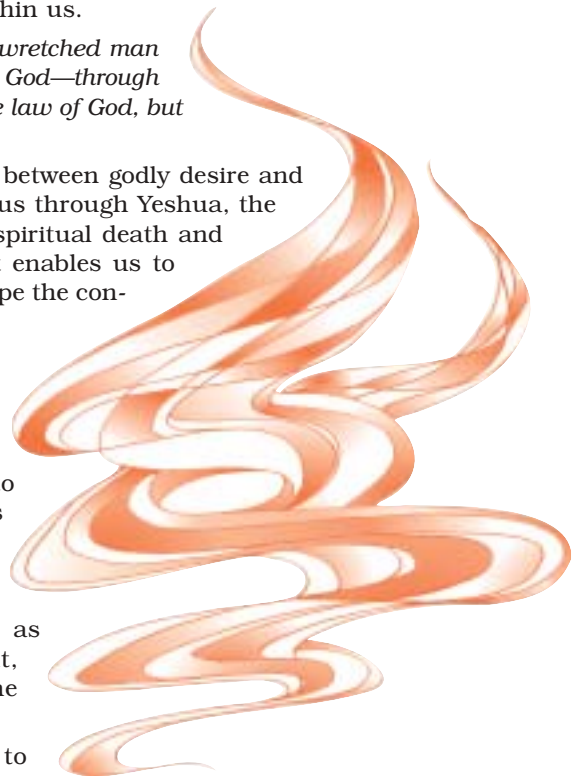 hin us.
wretched man
God—through
e law of God, but
between godly desire and
us through Yeshua, the
spiritual death and
enables us to
pe the con-
o
s
as
t,
ne
to